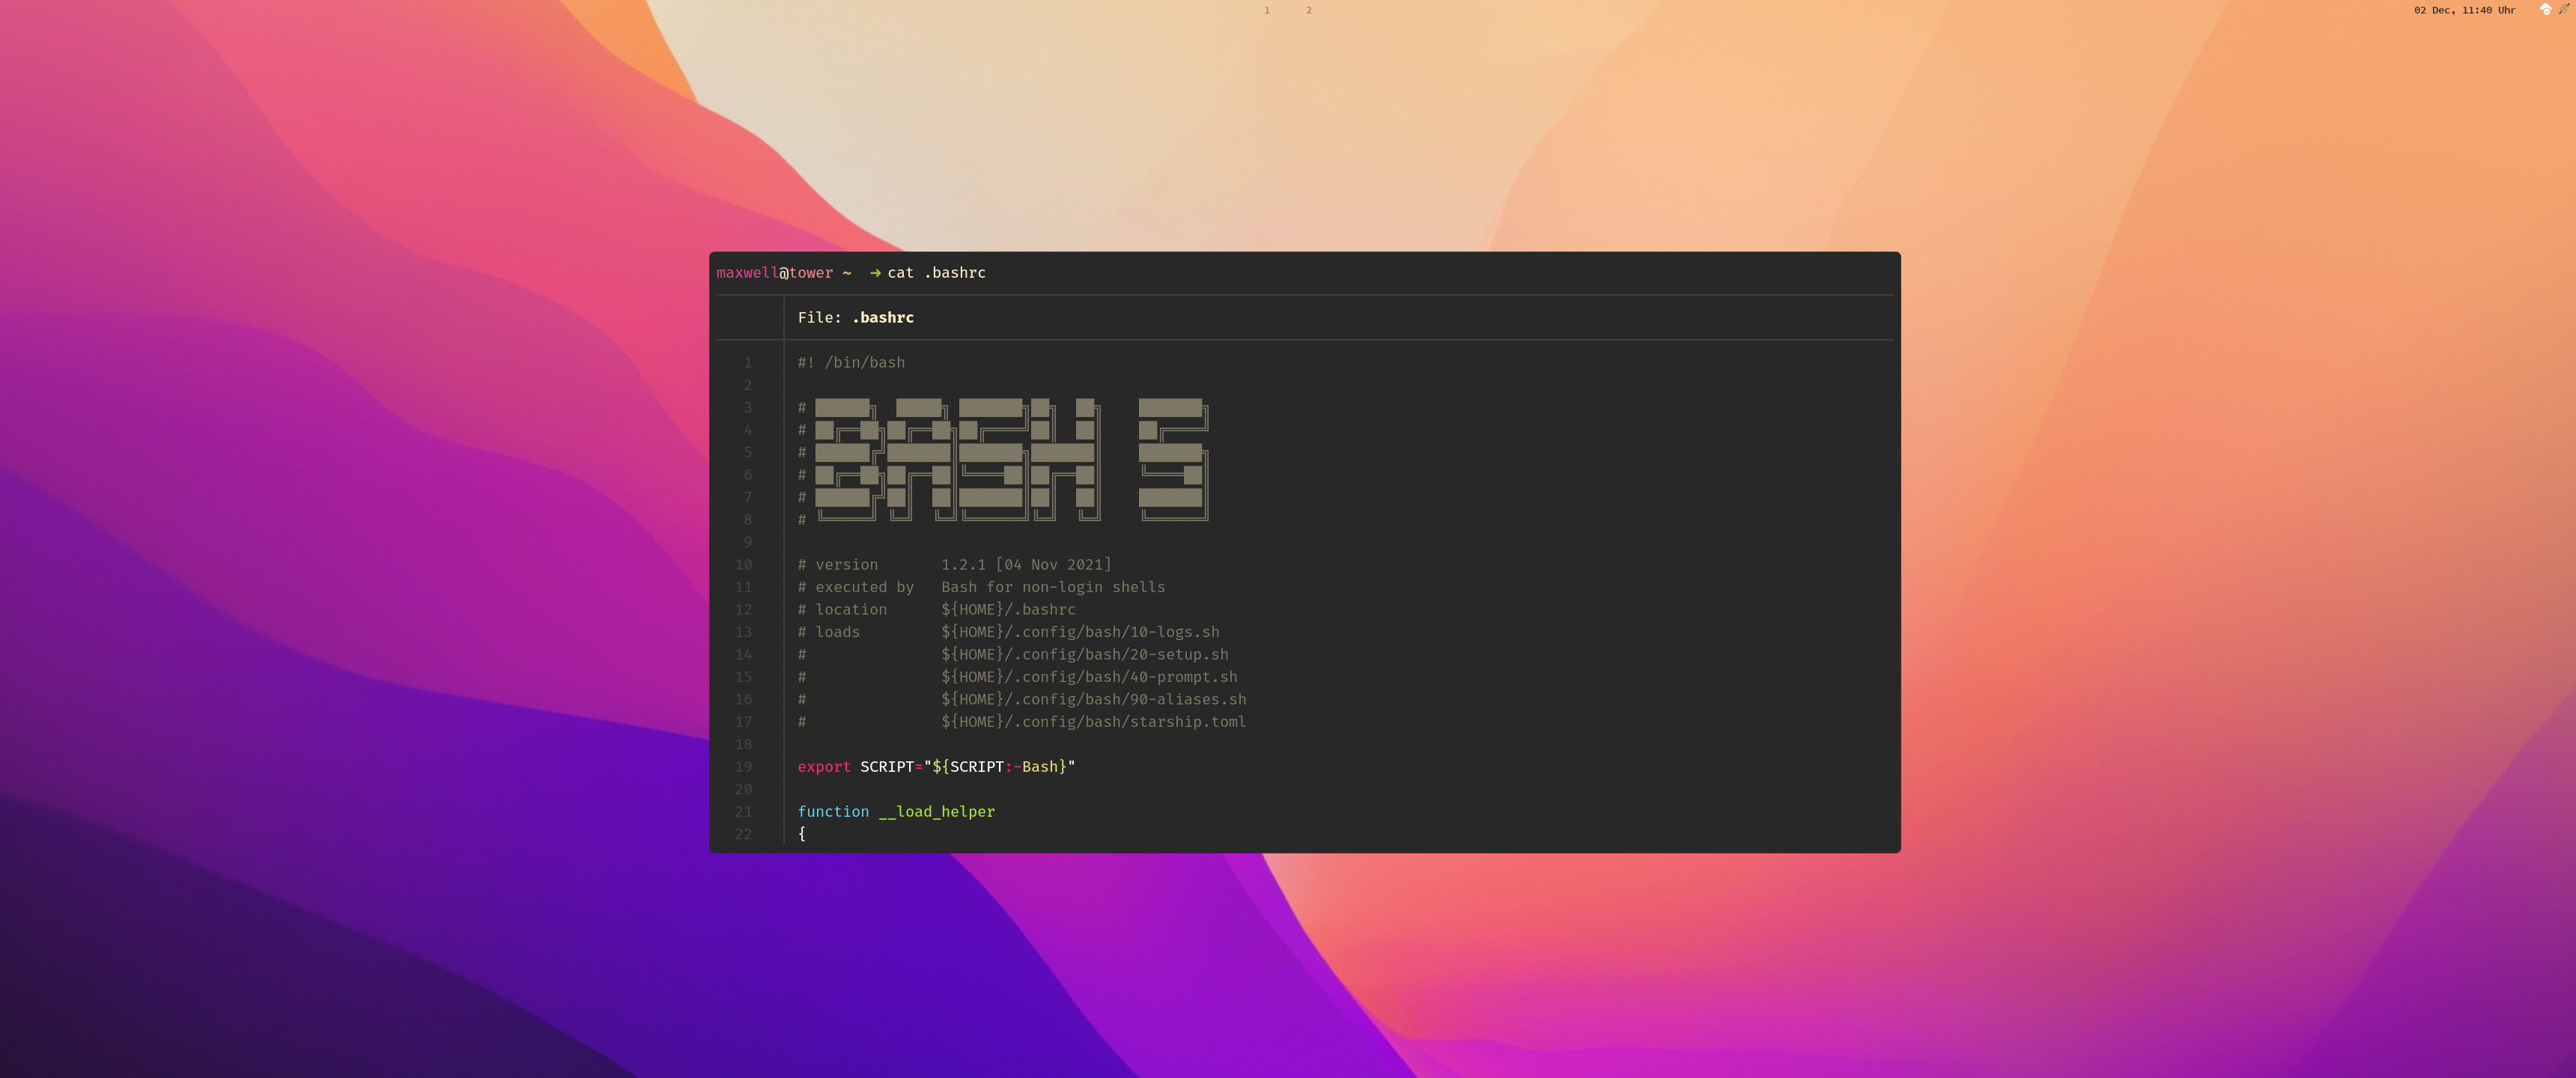 1 2 02 Dec, 11:40 Uhr
maxwell@tower ~ ➜ cat .bashrc
File: .bashrc
1 #! /bin/bash
2
3 # ██████╗  █████╗ ███████╗██╗  ██╗    ███████╗
4 # ██╔══██╗██╔══██╗██╔════╝██║  ██║    ██╔════╝
5 # ██████╔╝███████║███████╗███████║    ███████╗
6 # ██╔══██╗██╔══██║╚════██║██╔══██║    ╚════██║
7 # ██████╔╝██║  ██║███████║██║  ██║    ███████║
8 # ╚═════╝ ╚═╝  ╚═╝╚══════╝╚═╝  ╚═╝    ╚══════╝
9
10 # version       1.2.1 [04 Nov 2021]
11 # executed by   Bash for non-login shells
12 # location      ${HOME}/.bashrc
13 # loads         ${HOME}/.config/bash/10-logs.sh
14 #               ${HOME}/.config/bash/20-setup.sh
15 #               ${HOME}/.config/bash/40-prompt.sh
16 #               ${HOME}/.config/bash/90-aliases.sh
17 #               ${HOME}/.config/bash/starship.toml
18
19 export SCRIPT="${SCRIPT:-Bash}"
20
21 function __load_helper
22 {